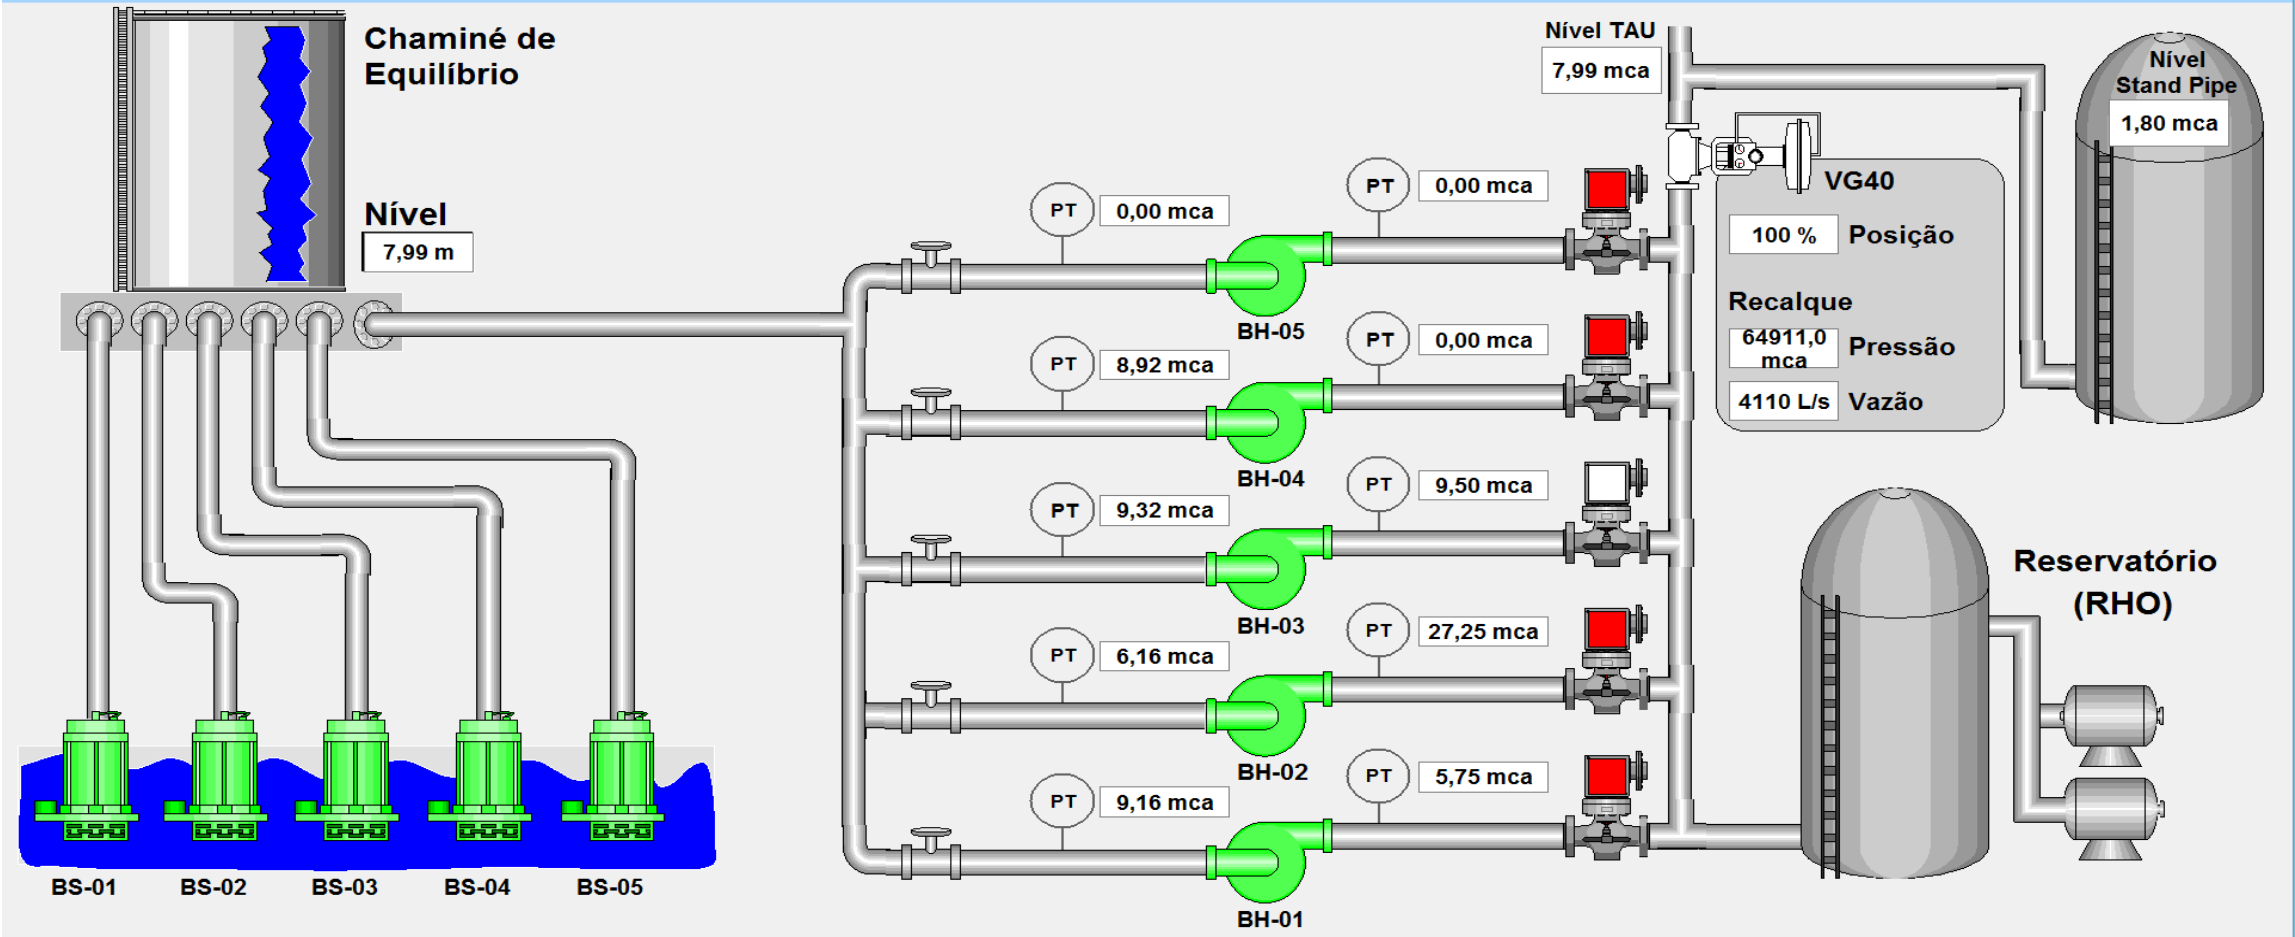 Chaminé de
Equilíbrio
Nível
7,99 m
BS-01
BS-02
BS-03
BS-04
BS-05
PT
0,00 mca
PT
0,00 mca
BH-05
PT
8,92 mca
PT
0,00 mca
BH-04
PT
9,32 mca
PT
9,50 mca
BH-03
PT
6,16 mca
PT
27,25 mca
BH-02
PT
9,16 mca
PT
5,75 mca
BH-01
Nível TAU
7,99 mca
VG40
100 %
Posição
Recalque
64911,0
mca
Pressão
4110 L/s
Vazão
Nível
Stand Pipe
1,80 mca
Reservatório
(RHO)